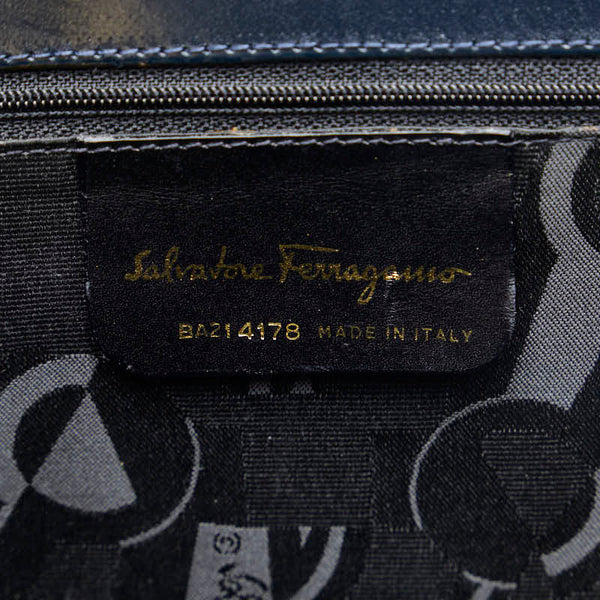 Salvatore Ferragamo
BA21 4178 MADE IN ITALY